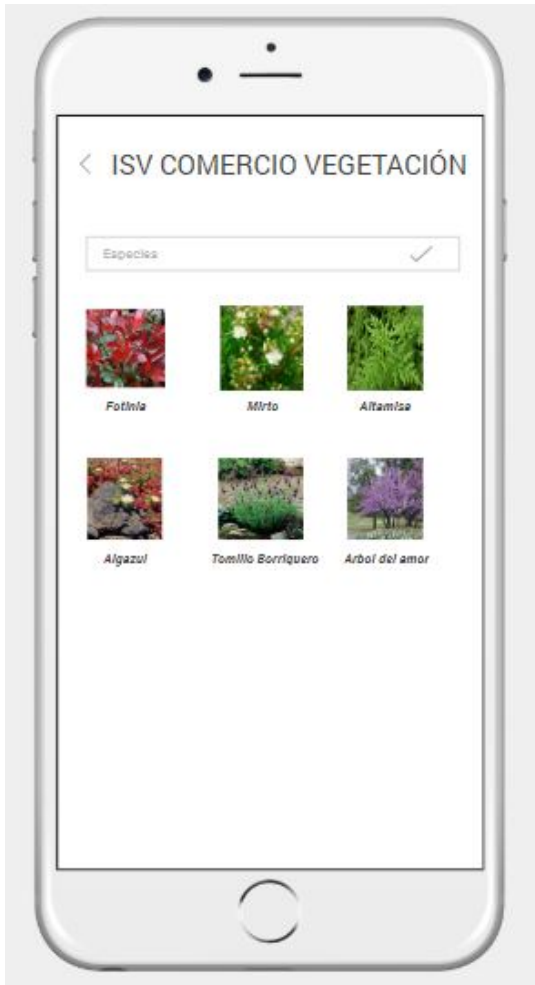 ISV COMERCIO VEGETACIÓN
Especies
Fotinia Mirto Altamisa
Algazul Tomillo Borriquero Arbol del amor